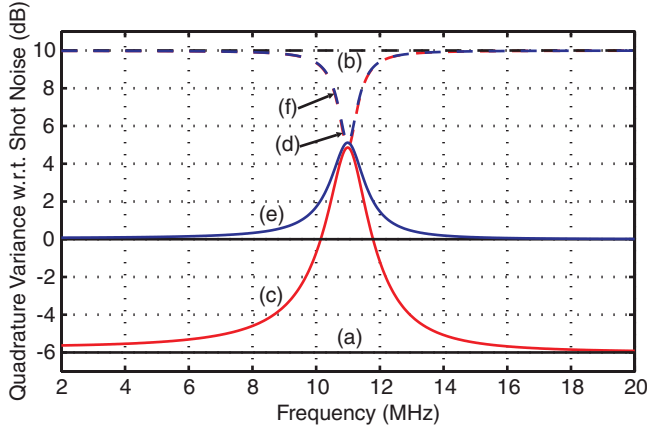 Quadrature Variance w.r.t. Shot Noise (dB)
10
8
6
4
2
0
-2
-4
-6
(b)
(f)
(d)
(e)
(c)
(a)
2 4 6 8 10 12 14 16 18 20
Frequency (MHz)